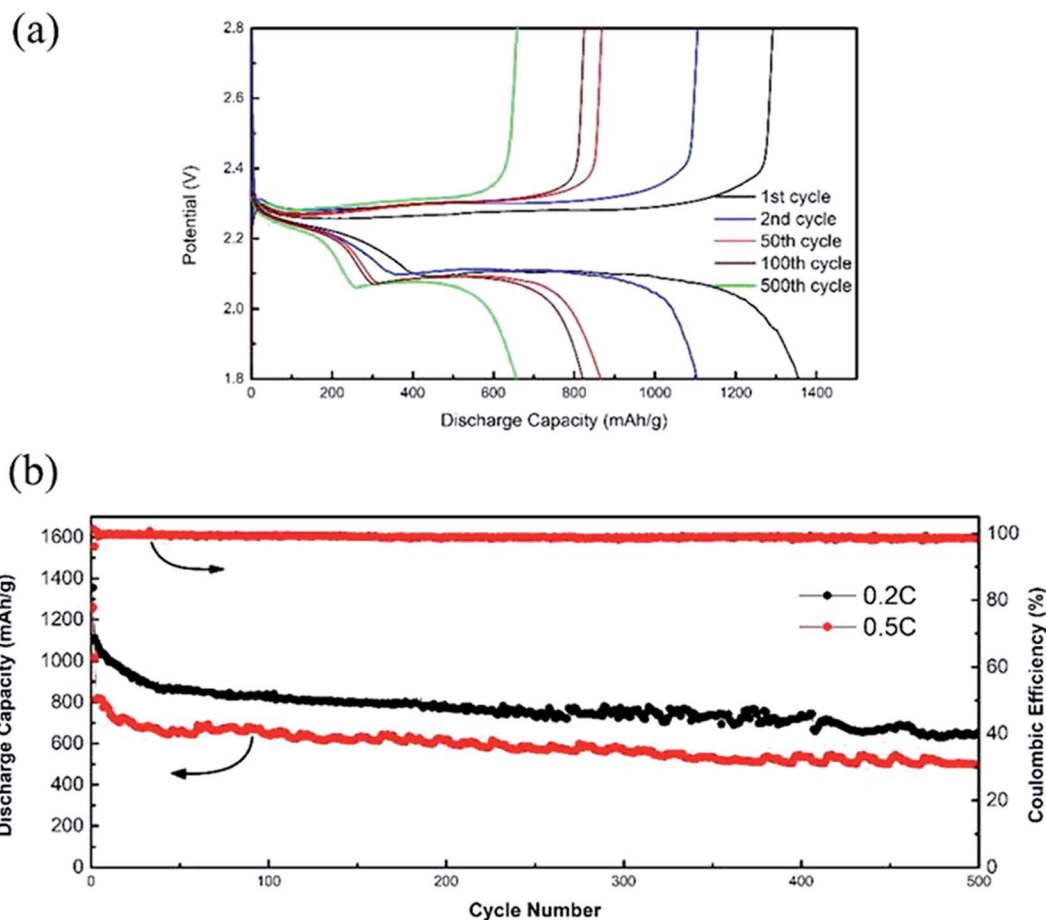 (a)
2.8
2.6
2.4
2.2
2.0
1.8
Potential (V)
1st cycle
2nd cycle
50th cycle
100th cycle
500th cycle
0 200 400 600 800 1000 1200 1400
Discharge Capacity (mAh/g)
(b)
1600
1400
1200
1000
800
600
400
200
0
Discharge Capacity (mAh/g)
0.2C
0.5C
100
80
60
40
20
0
Coulombic Efficiency (%)
0 100 200 300 400 500
Cycle Number